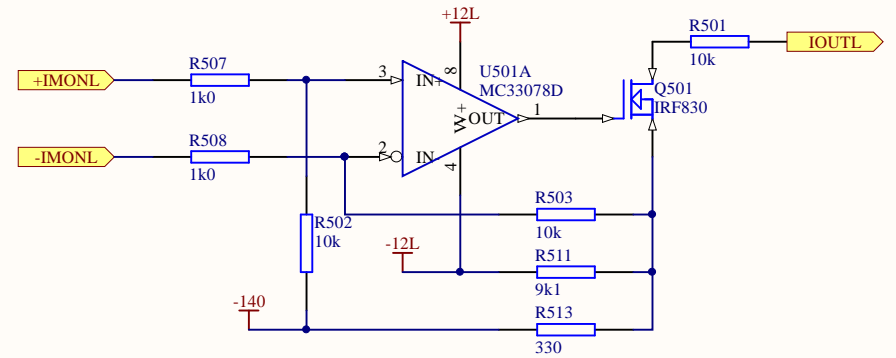 +12L
R501
10k
IOUTL
+IMONL
R507
1k0
3
IN+
8
U501A
MC33078D
V+
OUT
1
Q501
IRF830
-IMONL
R508
1k0
2
IN-
V-
4
R502
10k
R503
10k
-12L
R511
9k1
-140
R513
330